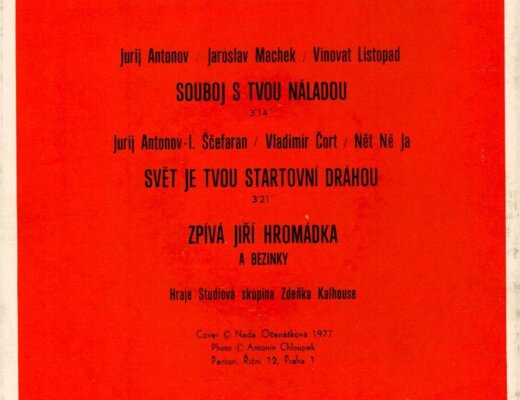 Jurij Antonov / Jaroslav Machek / Vinovat Listopad
SOUBOJ S TVOU NÁLADOU
3'14
Jurij Antonov-I. Ščefaran / Vladimír Čort / Nět Ně Ja
SVĚT JE TVOU STARTOVNÍ DRÁHOU
3'21
ZPÍVÁ JIŘÍ HROMÁDKA
A BEZINKY
Hraje Studiová skupina Zdeňka Kalhouse
Cover © Naďa Očenášková 1977
Photo © Antonín Chloupek
Panton, Říční 12, Praha 1